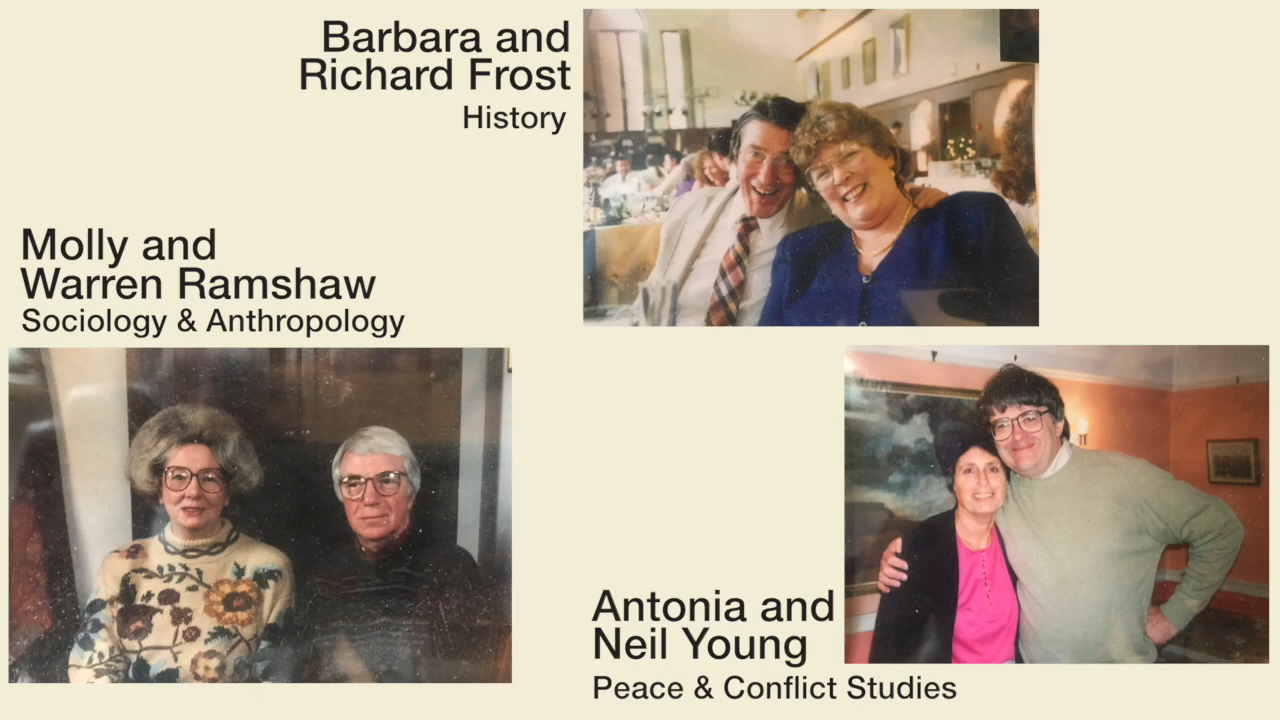 Barbara and
Richard Frost
History
Molly and
Warren Ramshaw
Sociology & Anthropology
Antonia and
Neil Young
Peace & Conflict Studies